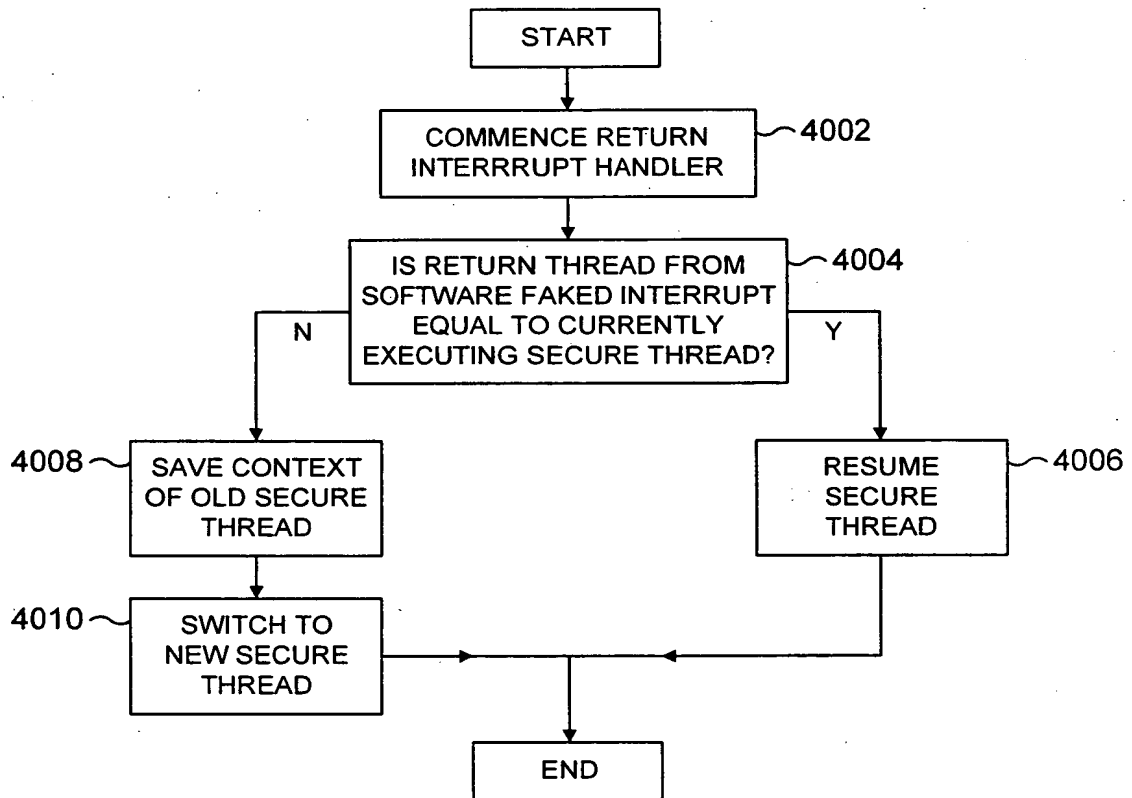 START
COMMENCE RETURN
INTERRRUPT HANDLER
4002
IS RETURN THREAD FROM
SOFTWARE FAKED INTERRUPT
EQUAL TO CURRENTLY
EXECUTING SECURE THREAD?
4004
N
Y
4008
SAVE CONTEXT
OF OLD SECURE
THREAD
RESUME
SECURE
THREAD
4006
4010
SWITCH TO
NEW SECURE
THREAD
END